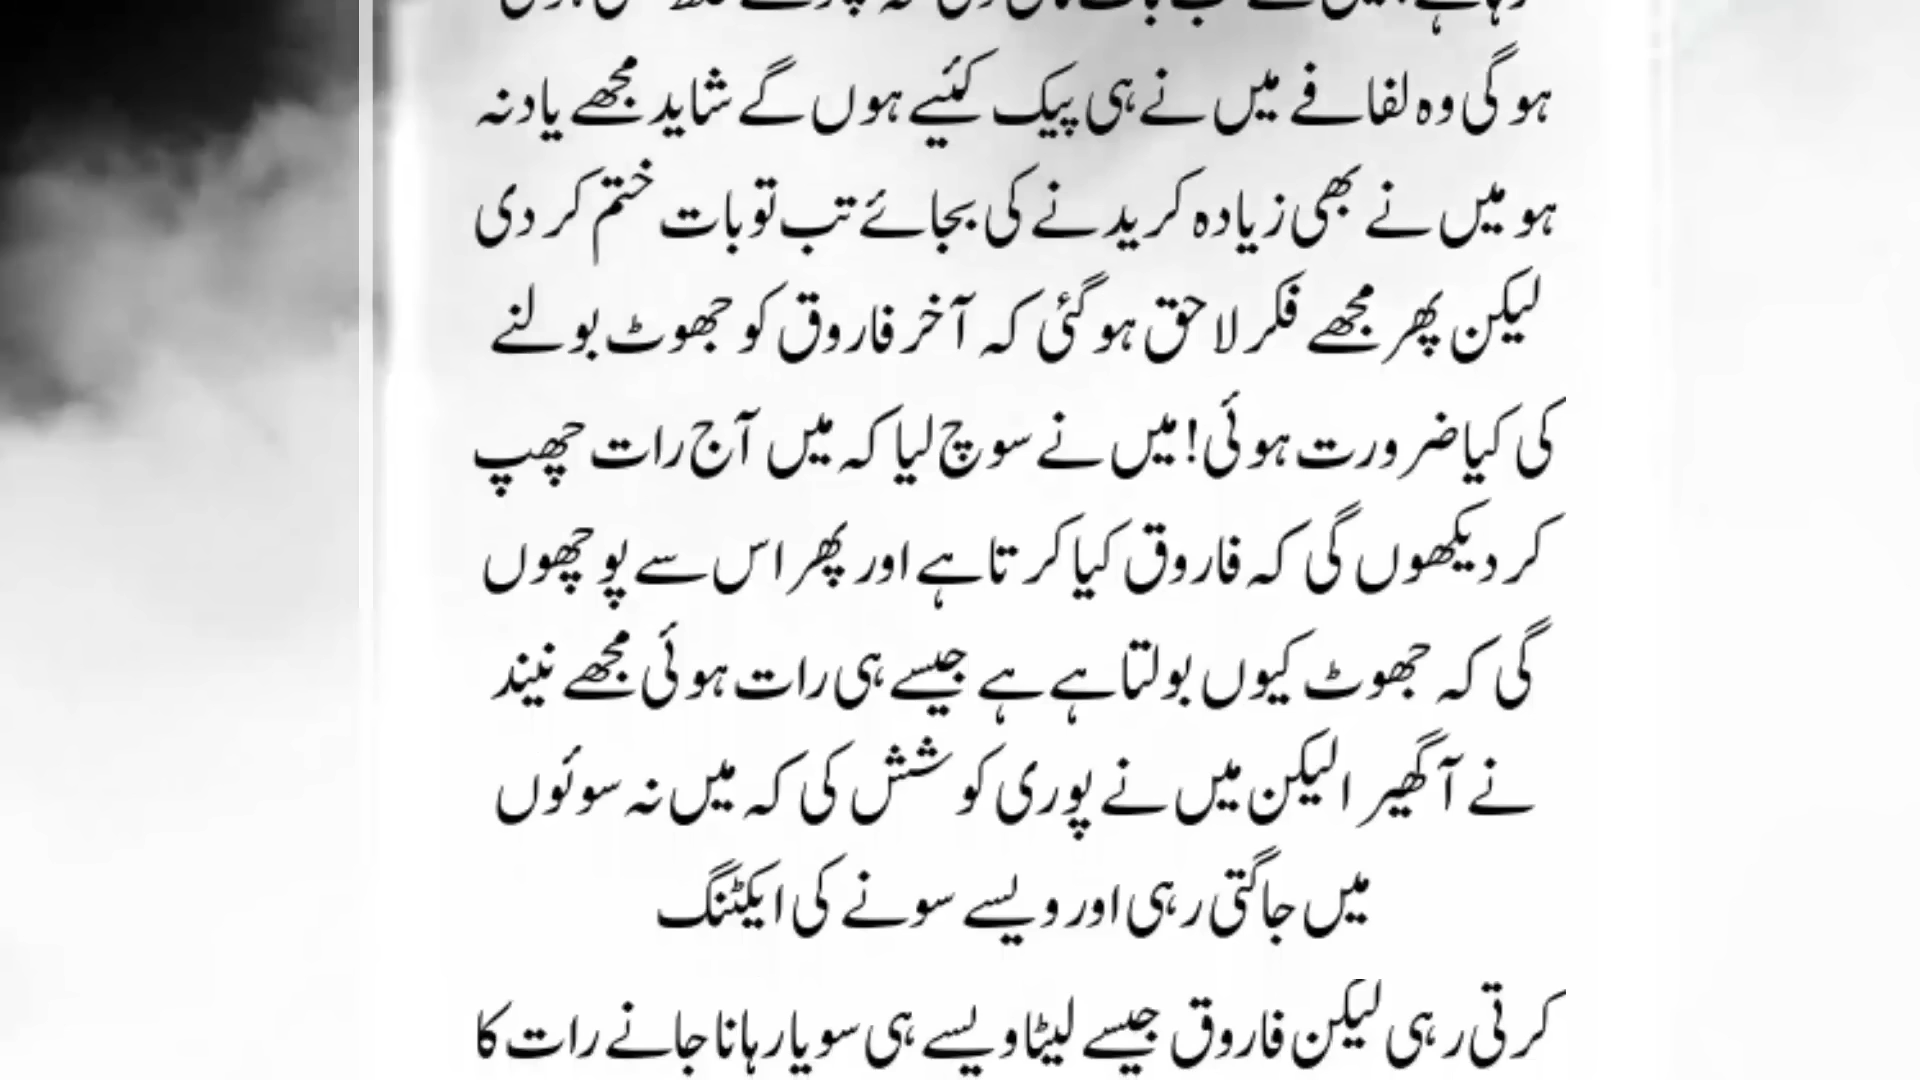 ہو گی وہ لفافے میں نے ہی پیک کئیے ہوں گے شاید مجھے یاد نہ
ہو میں نے بھی زیادہ کریدنے کی بجائے تب تو بات ختم کر دی
لیکن پھر مجھے فکر لاحق ہو گئی کہ آخر فاروق کو جھوٹ بولنے
کی کیا ضرورت ہوئی! میں نے سوچ لیا کہ میں آج رات چھپ
کر دیکھوں گی کہ فاروق کیا کرتا ہے اور پھر اس سے پوچھوں
گی کہ جھوٹ کیوں بولتا ہے ہے جیسے ہی رات ہوئی مجھے نیند
نے آ گھیرا لیکن میں نے پوری کوشش کی کہ میں نہ سوئوں
میں جاگتی رہی اور ویسے سونے کی ایکٹنگ
کرتی رہی لیکن فاروق جیسے لیٹا ویسے ہی سویا رہا نا جانے رات کا